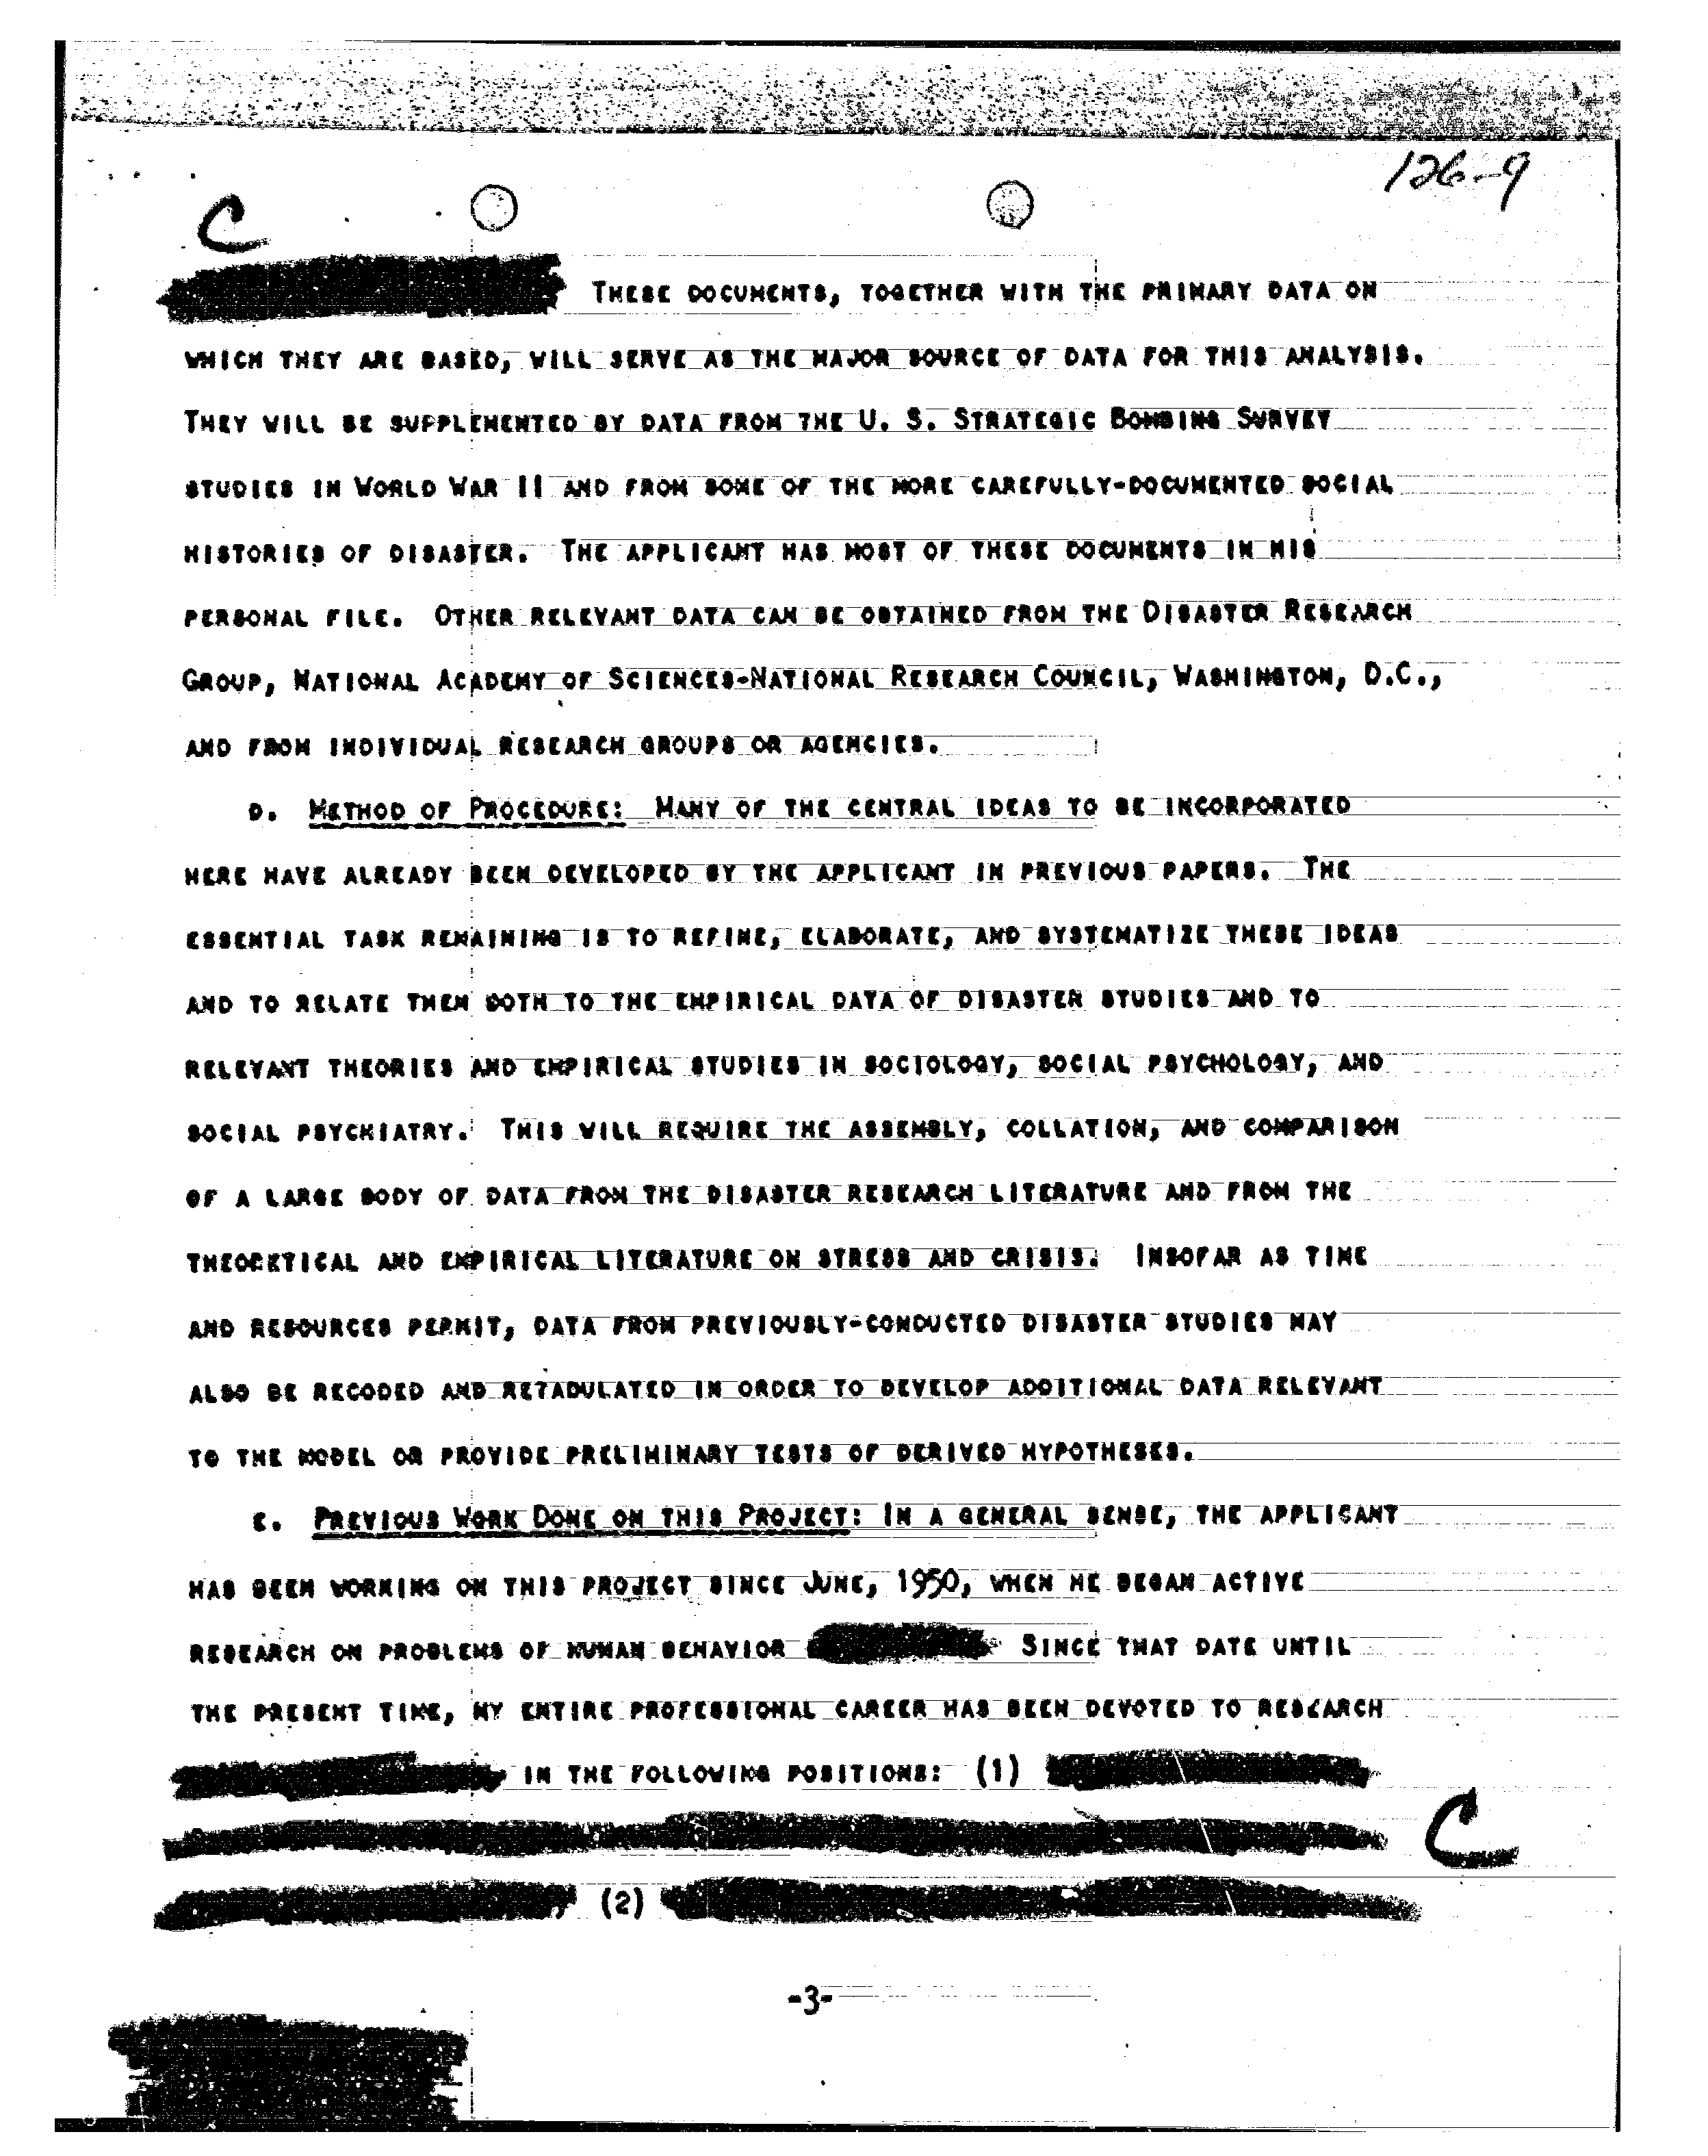 126-9
C
THESE DOCUMENTS, TOGETHER WITH THE PRIMARY DATA ON
WHICH THEY ARE BASED, WILL SERVE AS THE MAJOR SOURCE OF DATA FOR THIS ANALYSIS.
THEY WILL BE SUPPLEMENTED BY DATA FROM THE U. S. STRATEGIC BOMBING SURVEY
STUDIES IN WORLD WAR II AND FROM SOME OF THE MORE CAREFULLY-DOCUMENTED SOCIAL
HISTORIES OF DISASTER. THE APPLICANT HAS MOST OF THESE DOCUMENTS IN HIS
PERSONAL FILE. OTHER RELEVANT DATA CAN BE OBTAINED FROM THE DISASTER RESEARCH
GROUP, NATIONAL ACADEMY OF SCIENCES-NATIONAL RESEARCH COUNCIL, WASHINGTON, D.C.,
AND FROM INDIVIDUAL RESEARCH GROUPS OR AGENCIES.
D. METHOD OF PROCEDURE: MANY OF THE CENTRAL IDEAS TO BE INCORPORATED
HERE HAVE ALREADY BEEN DEVELOPED BY THE APPLICANT IN PREVIOUS PAPERS. THE
ESSENTIAL TASK REMAINING IS TO REFINE, ELABORATE, AND SYSTEMATIZE THESE IDEAS
AND TO RELATE THEM BOTH TO THE EMPIRICAL DATA OF DISASTER STUDIES AND TO
RELEVANT THEORIES AND EMPIRICAL STUDIES IN SOCIOLOGY, SOCIAL PSYCHOLOGY, AND
SOCIAL PSYCHIATRY. THIS WILL REQUIRE THE ASSEMBLY, COLLATION, AND COMPARISON
OF A LARGE BODY OF DATA FROM THE DISASTER RESEARCH LITERATURE AND FROM THE
THEORETICAL AND EMPIRICAL LITERATURE ON STRESS AND CRISIS. INSOFAR AS TIME
AND RESOURCES PERMIT, DATA FROM PREVIOUSLY-CONDUCTED DISASTER STUDIES MAY
ALSO BE RECODED AND RETABULATED IN ORDER TO DEVELOP ADDITIONAL DATA RELEVANT
TO THE MODEL OR PROVIDE PRELIMINARY TESTS OF DERIVED HYPOTHESES.
E. PREVIOUS WORK DONE ON THIS PROJECT: IN A GENERAL SENSE, THE APPLICANT
HAS BEEN WORKING ON THIS PROJECT SINCE JUNE, 1950, WHEN HE BEGAN ACTIVE
RESEARCH ON PROBLEMS OF HUMAN BEHAVIOR SINCE THAT DATE UNTIL
THE PRESENT TIME, MY ENTIRE PROFESSIONAL CAREER HAS BEEN DEVOTED TO RESEARCH
IN THE FOLLOWING POSITIONS: (1)
C
(2)
-3-